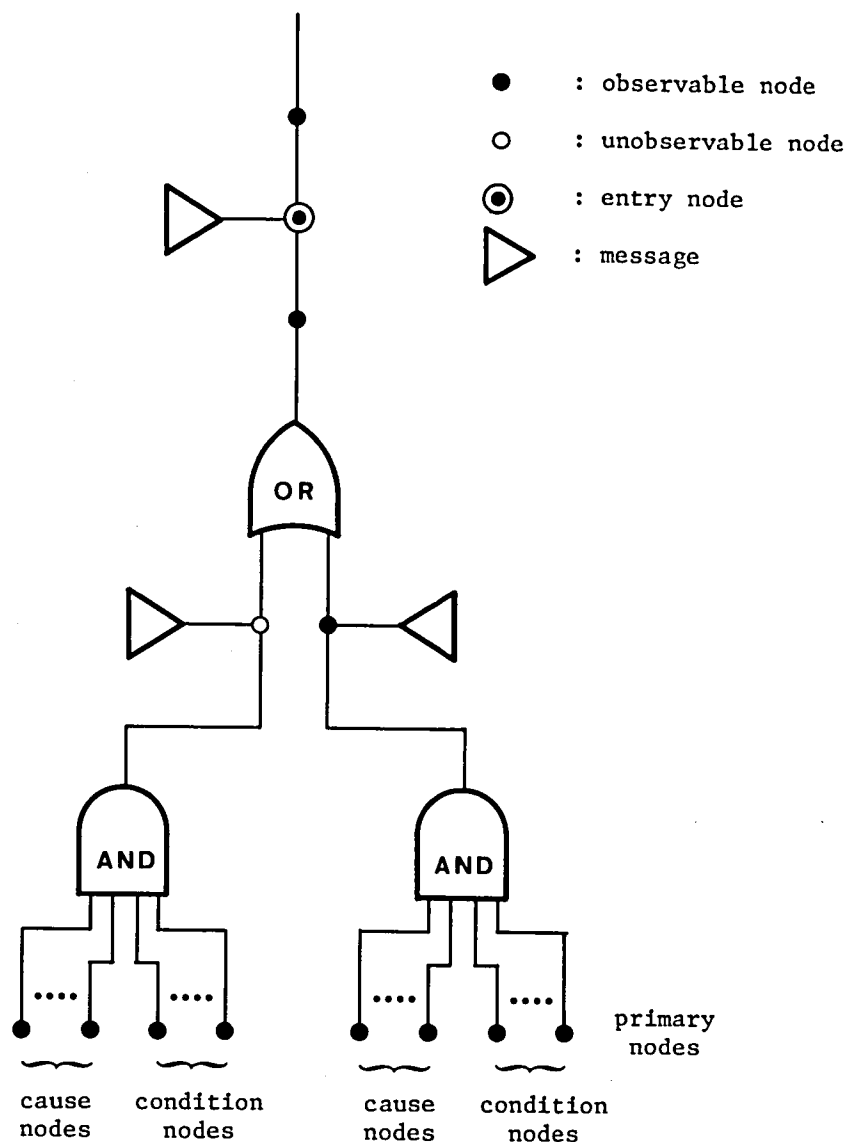 : observable node
: unobservable node
: entry node
: message
OR
AND
AND
primary
nodes
cause
nodes
condition
nodes
cause
nodes
condition
nodes